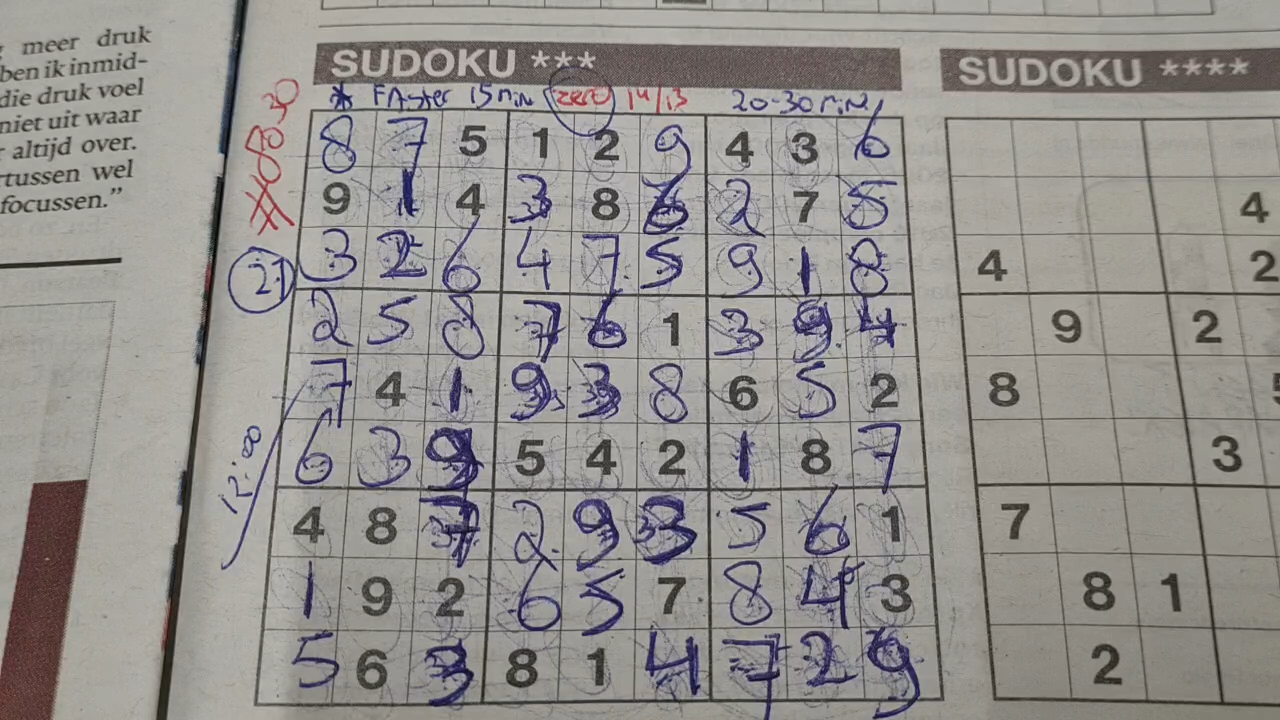 meer druk
ben ik inmid-
die druk voel
niet uit waar
altijd over.
rtussen wel
focussen.”
SUDOKU ***
* FAster 15 min zero 14/13 20-30 min
21
12:00
8 7 5 1 2 9 4 3 6
9 1 4 3 8 6 2 7 5
3 2 6 4 7 5 9 1 8
2 5 8 7 6 1 3 9 4
7 4 1 9 3 8 6 5 2
6 3 9 5 4 2 1 8 7
4 8 7 2 9 3 5 6 1
1 9 2 6 5 7 8 4 3
5 6 3 8 1 4 7 2 9
SUDOKU ****
4
4 2
9 2
8 5
3
7
8 1
2